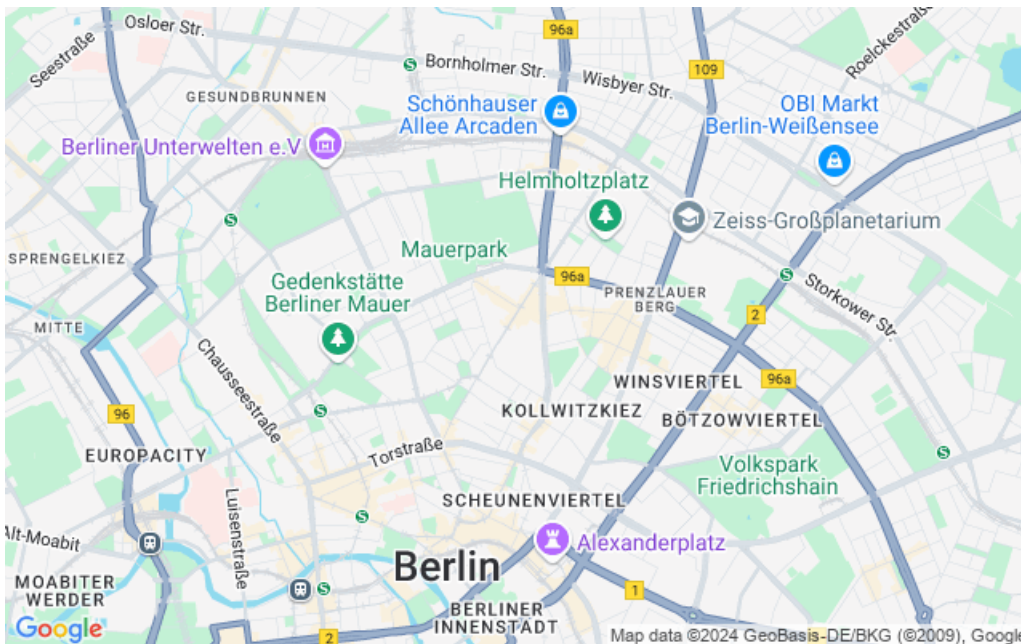 Osloer Str.
96a
Seestraße
Bornholmer Str.
Wisbyer Str.
109
Roelckestraße
GESUNDBRUNNEN
Schönhauser
Allee Arcaden
OBI Markt
Berlin-Weißensee
Berliner Unterwelten e.V
Helmholtzplatz
Zeiss-Großplanetarium
Mauerpark
SPRENGELKIEZ
96a
Gedenkstätte
Berliner Mauer
PRENZLAUER
BERG
Storkower Str.
MITTE
2
Chausseestraße
WINSVIERTEL
96a
96
KOLLWITZKIEZ
BÖTZOWVIERTEL
EUROPACITY
Torstraße
Volkspark
Friedrichshain
Luisenstraße
SCHEUNENVIERTEL
Alt-Moabit
Alexanderplatz
Berlin
MOABITER
WERDER
1
BERLINER
INNENSTADT
Google
2
Map data ©2024 GeoBasis-DE/BKG (©2009), Google
S
S
S
S
S
S
S